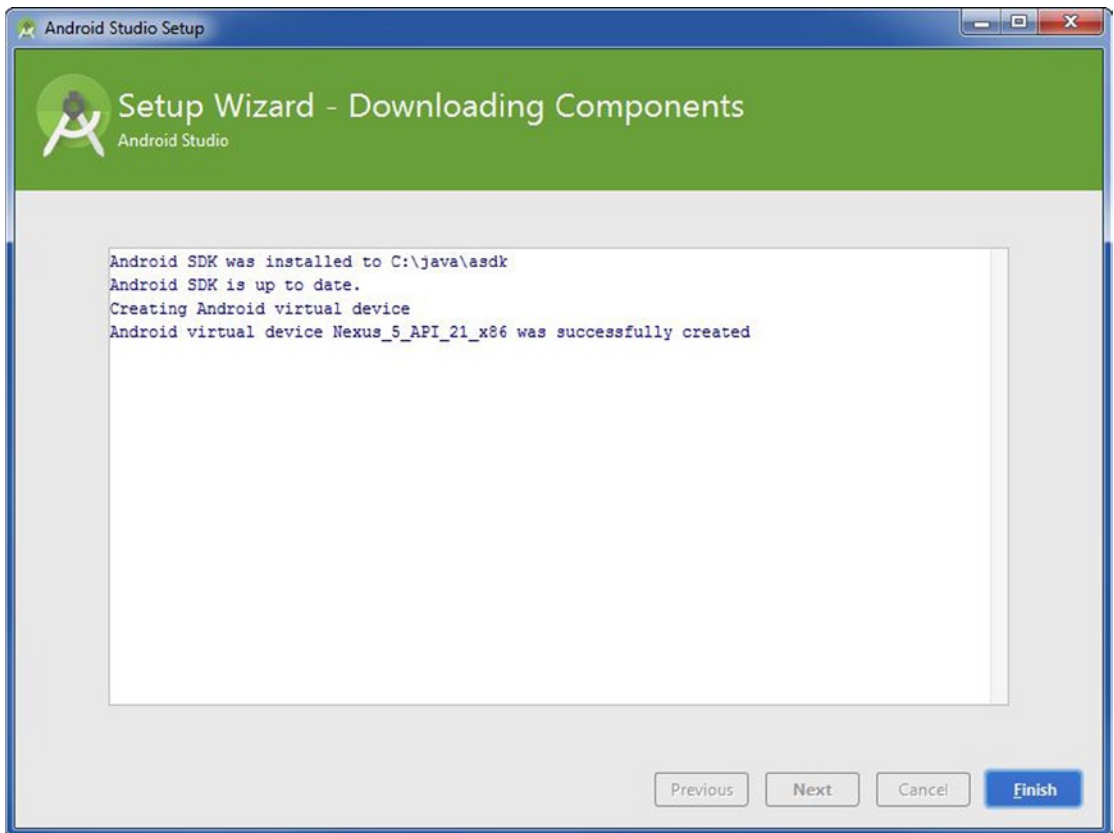 Android Studio Setup
Setup Wizard - Downloading Components
Android Studio
Android SDK was installed to C:\java\asdk
Android SDK is up to date.
Creating Android virtual device
Android virtual device Nexus_5_API_21_x86 was successfully created
Previous Next Cancel Finish